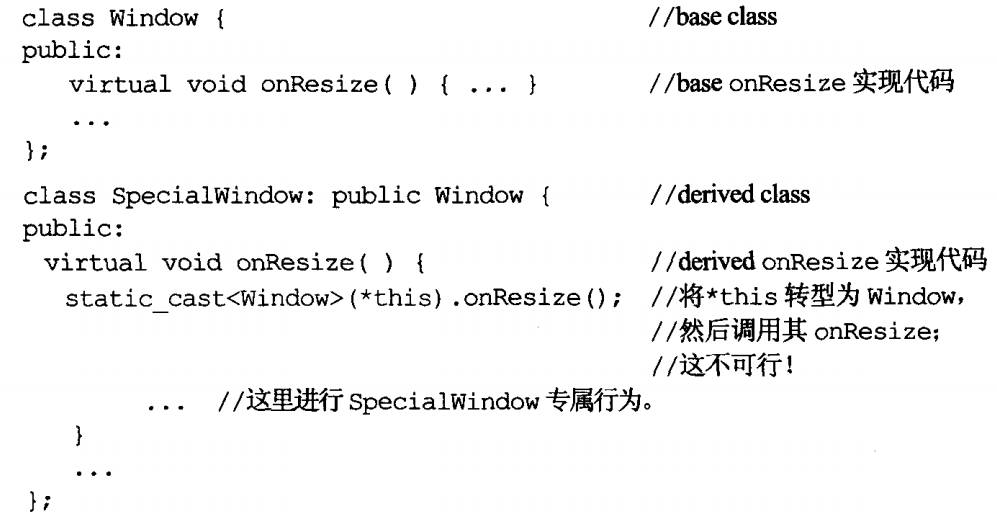 class Window { //base class
public:
virtual void onResize( ) { ... } //base onResize 实现代码
...
};
class SpecialWindow: public Window { //derived class
public:
virtual void onResize( ) { //derived onResize 实现代码
static_cast<Window>(*this).onResize(); //将*this 转型为 Window,
//然后调用其 onResize;
//这不可行!
... //这里进行 SpecialWindow 专属行为。
}
...
};